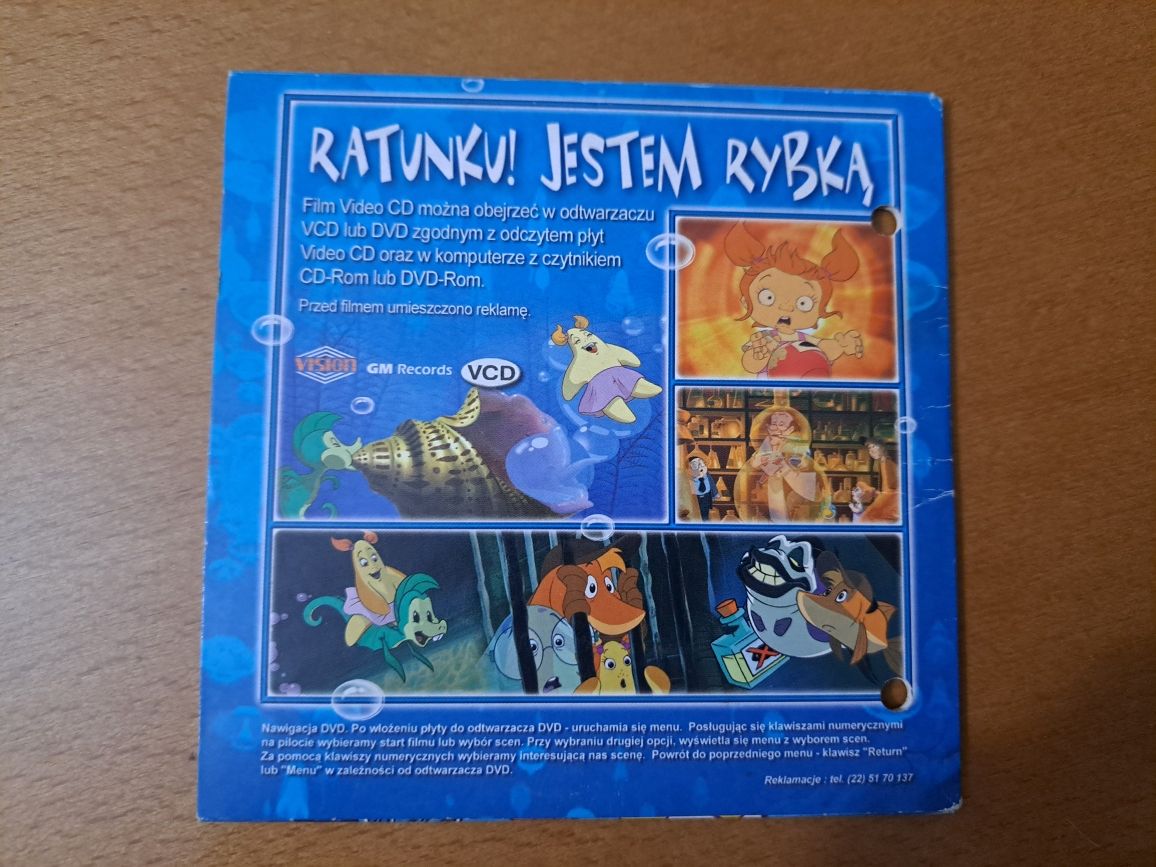 RATUNKU! JESTEM RYBKĄ
Film Video CD można obejrzeć w odtwarzaczu
VCD lub DVD zgodnym z odczytem płyt
Video CD oraz w komputerze z czytnikiem
CD-Rom lub DVD-Rom.
Przed filmem umieszczono reklamę.
VISION GM Records VCD
X
Nawigacja DVD. Po włożeniu płyty do odtwarzacza DVD - uruchamia się menu. Posługując się klawiszami numerycznymi
na pilocie wybieramy start filmu lub wybór scen. Przy wybraniu drugiej opcji, wyświetla się menu z wyborem scen.
Za pomocą klawiszy numerycznych wybieramy interesującą nas scenę. Powrót do poprzedniego menu - klawisz "Return"
lub "Menu" w zależności od odtwarzacza DVD.
Reklamacje : tel. (22) 51 70 137